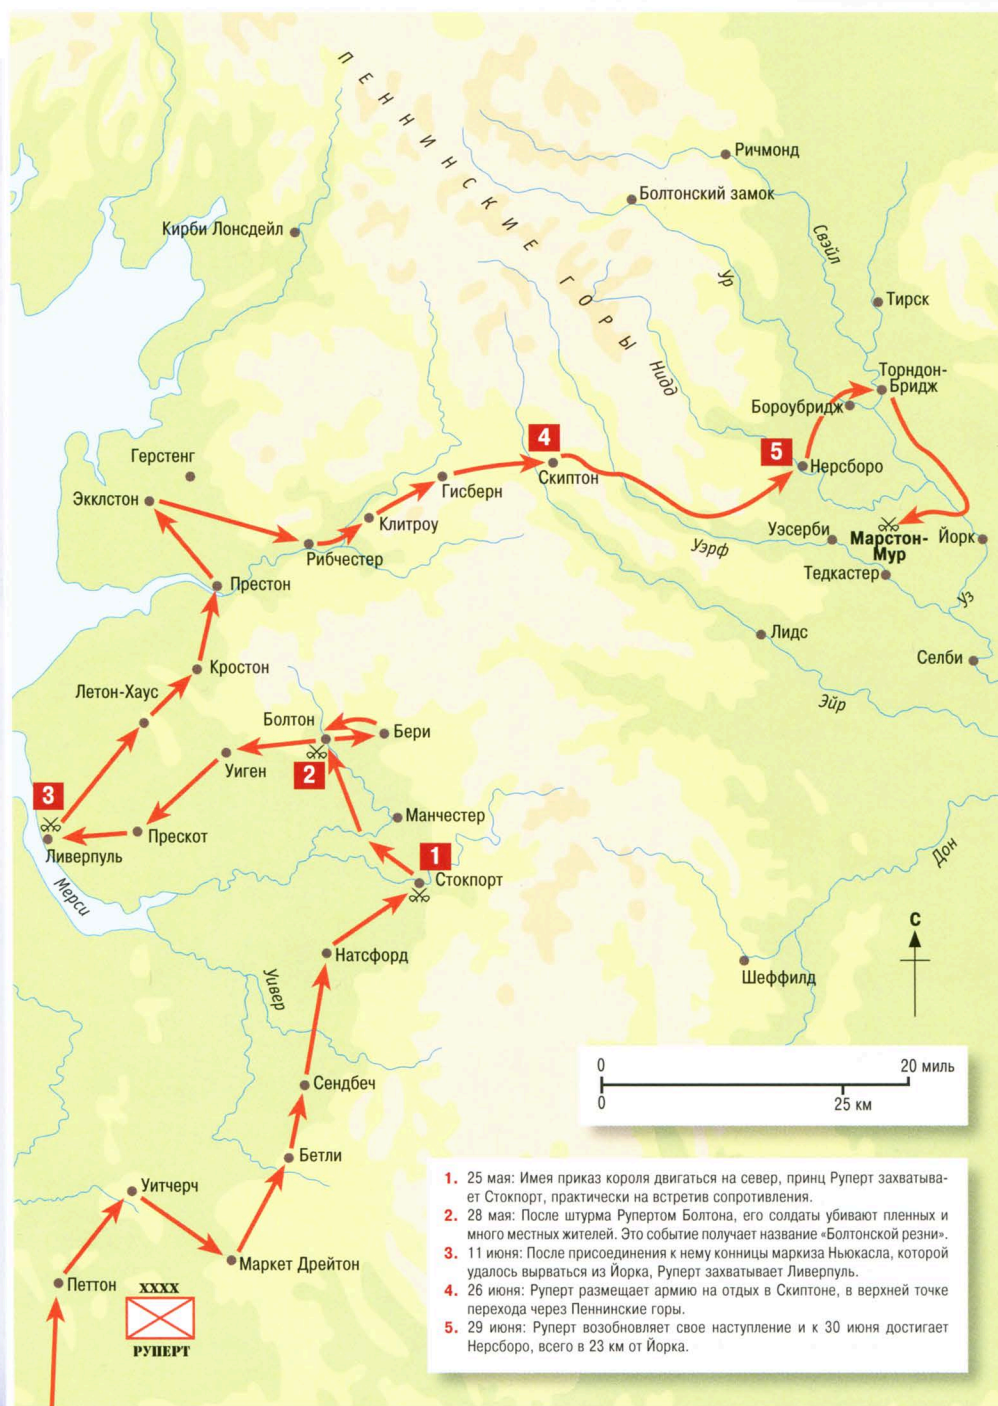 ПЕННИНСКИЕ ГОРЫ
Ричмонд
Болтонский замок
Кирби Лонсдейл
Свэйл
Ур
Тирск
Нидд
Торндон-
Бридж
Бороубридж
Герстенг
4
5
Экклстон
Гисберн
Скиптон
Нерсборо
Клитроу
Уэсерби
Марстон-
Мур
Йорк
Рибчестер
Уэрф
Тедкастер
Престон
Уз
Лидс
Кростон
Селби
Летон-Хаус
Эйр
Болтон
Бери
Уиген
2
3
Манчестер
Прескот
Ливерпуль
1
Стокпорт
Дон
Мерси
С
Натсфорд
Уивер
Шеффилд
0
20 миль
0
25 км
Сендбеч
Бетли
Уитчерч
Маркет Дрейтон
Петтон
XXXX
РУПЕРТ
1. 25 мая: Имея приказ короля двигаться на север, принц Руперт захватыва-
ет Стокпорт, практически на встретив сопротивления.
2. 28 мая: После штурма Рупертом Болтона, его солдаты убивают пленных и
много местных жителей. Это событие получает название «Болтонской резни».
3. 11 июня: После присоединения к нему конницы маркиза Ньюкасла, которой
удалось вырваться из Йорка, Руперт захватывает Ливерпуль.
4. 26 июня: Руперт размещает армию на отдых в Скиптоне, в верхней точке
перехода через Пеннинские горы.
5. 29 июня: Руперт возобновляет свое наступление и к 30 июня достигает
Нерсборо, всего в 23 км от Йорка.